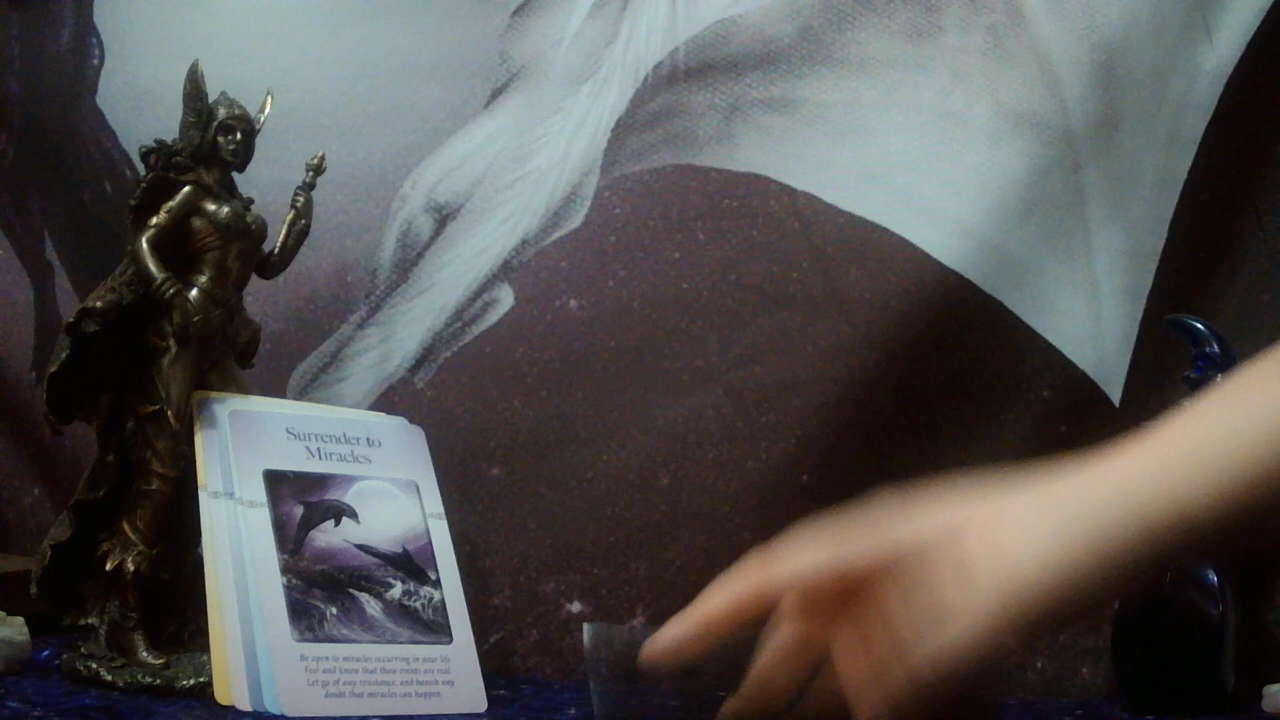 Surrender to
Miracles
Be open to miracles occurring in your life.
Feel and know that these events are real.
Let go of any resistance, and banish any
doubt that miracles can happen.